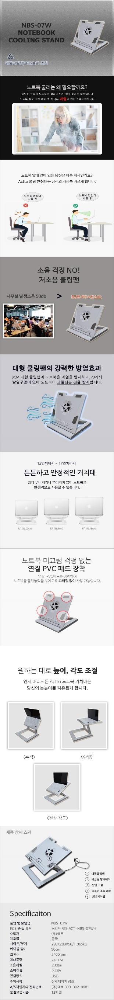 NBS-07W
NOTEBOOK
COOLING STAND
대형쿨링팬 각도/높이 조절
노트북 쿨러는 왜 필요할까요?
슬림해진 요즘 노트북은 쿨러기능이 약해, 쿨러는 필수입니다.
노트북 주요 고장 원인 중 하나는 과열로 인한 부품고장입니다.
노트북 앞에 앉아 있는 당신은 바른 자세인가요?
Actto 쿨링 받침대는 당신의 자세를 바르게 합니다.
노트북 받침대
사용 전
노트북 받침대
사용 후
소음 걱정 NO!
저소음 쿨링팬
사무실 발생소음 50db
>
쿨링팬 최대 소음 23db
대형 쿨링팬의 강력한 방열효과
8CM 대형 쿨링팬이 노트북을 과열을 방지하고, 73개의
발열구멍이 있어 노트북이 과열되는 것을 방지합니다.
13인치에서 ~ 17인치까지
튼튼하고 안정적인 거치대
쉽게 무너지거나 부러지지 않아 노트북을
안정적으로 사용할 수 있습니다.
13" (33.02cm)
15" (38.1cm)
17" (43.18cm)
노트북 미끄럼 걱정 없는
연질 PVC 패드 장착
연질 PVC패드를 장착하여
노트북을 올려놓았을 시에도 미끄러짐 없이 사용 가능합니다.
원하는 대로 높이, 각도 조절
언제 어디서든 Actto 노트북 거치대는
당신의 눈높이를 자유롭게 합니다.
<수직>
<수평>
<정상 각도>
제품 상세 스펙
4
3
1
2
5
1 대형쿨링팬
2 미끌림 방지패드
3 발열 구멍
4 턱높이 조절 레버
5 USB케이블
Specificaiton
품명 및 모델명 NBS-07W
KC인증 필 유무 MSIP-REI-ACT-NBS-07WH
수입자 (주)액토
제조국 중국
사이즈/무게 290X280X50/1.065kg
케이블 길이 50cm
회전수 2400rpm
최대풍량 24CFM
소음레벨 23dba
소비전류 0.28A
연결방식 USB
주의사항 상세페이지 참조
A/S책임자와 전화번호 (주)액토 080-302-9981
품질보증기준 12개월